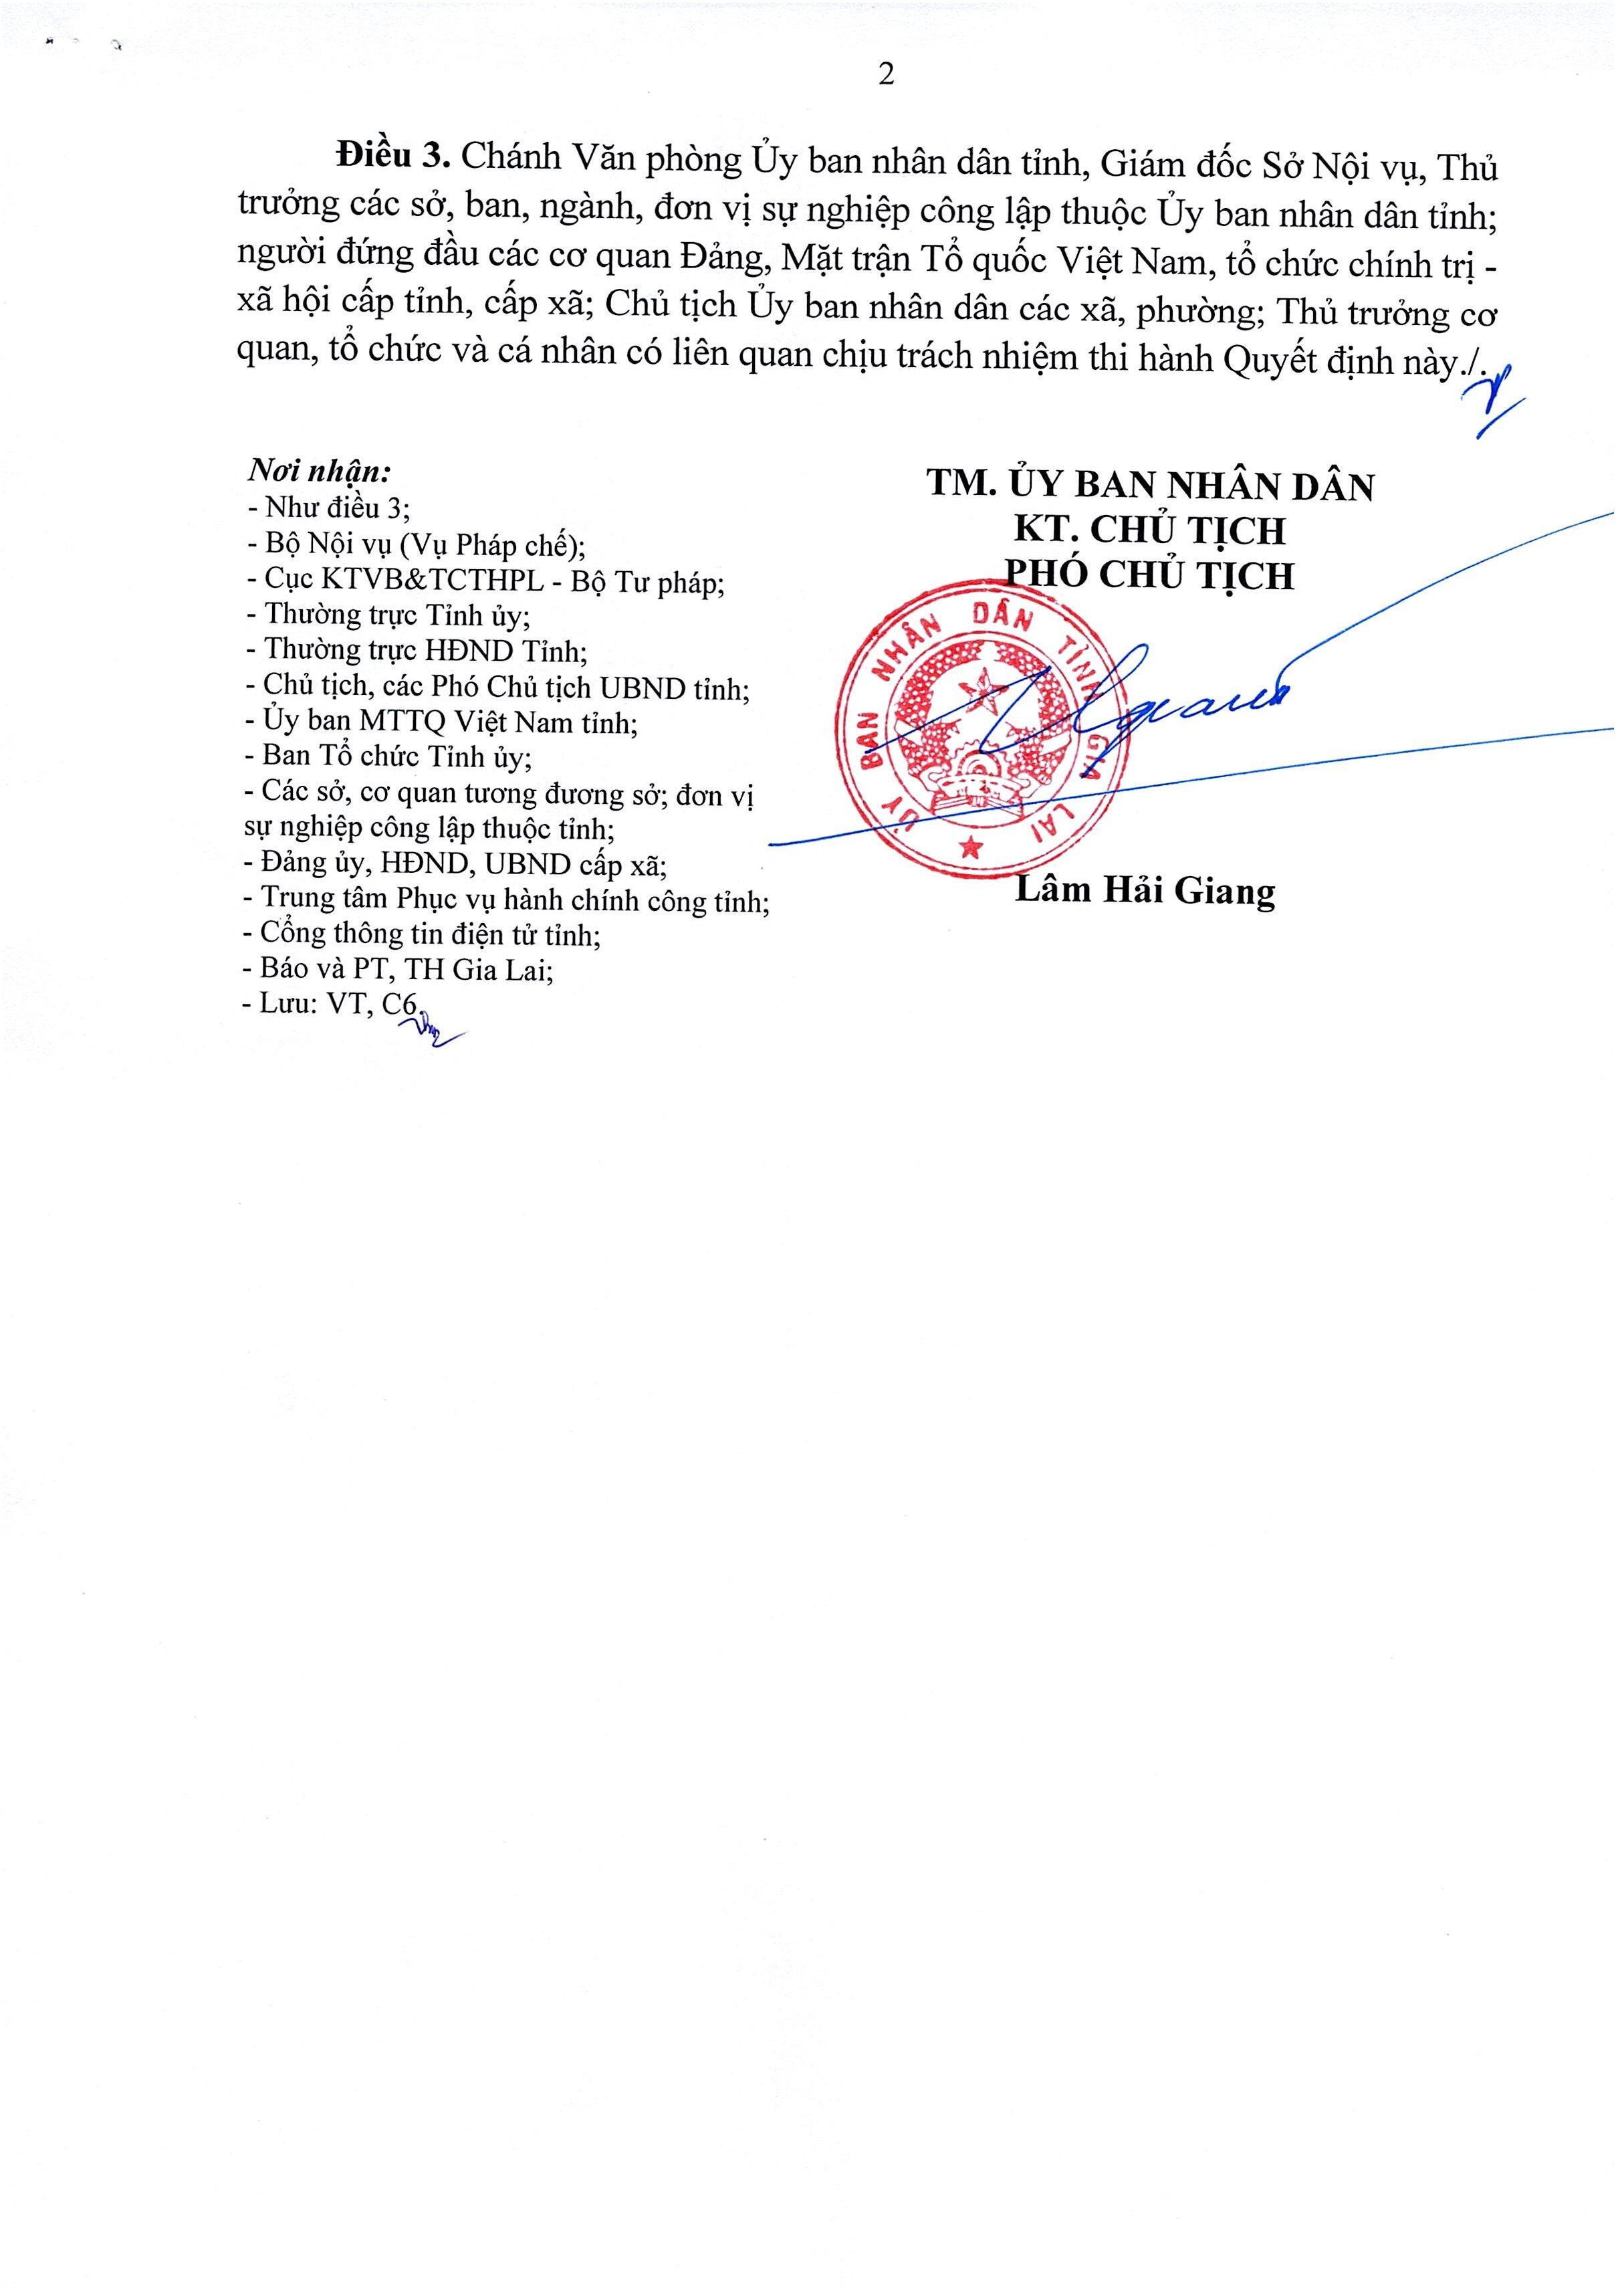 2
Điều 3. Chánh Văn phòng Ủy ban nhân dân tỉnh, Giám đốc Sở Nội vụ, Thủ
trưởng các sở, ban, ngành, đơn vị sự nghiệp công lập thuộc Ủy ban nhân dân tỉnh;
người đứng đầu các cơ quan Đảng, Mặt trận Tổ quốc Việt Nam, tổ chức chính trị -
xã hội cấp tỉnh, cấp xã; Chủ tịch Ủy ban nhân dân các xã, phường; Thủ trưởng cơ
quan, tổ chức và cá nhân có liên quan chịu trách nhiệm thi hành Quyết định này./.
Nơi nhận:
- Như điều 3;
- Bộ Nội vụ (Vụ Pháp chế);
- Cục KTVB&TCTHPL - Bộ Tư pháp;
- Thường trực Tỉnh ủy;
- Thường trực HĐND Tỉnh;
- Chủ tịch, các Phó Chủ tịch UBND tỉnh;
- Ủy ban MTTQ Việt Nam tỉnh;
- Ban Tổ chức Tỉnh ủy;
- Các sở, cơ quan tương đương sở; đơn vị
sự nghiệp công lập thuộc tỉnh;
- Đảng ủy, HĐND, UBND cấp xã;
- Trung tâm Phục vụ hành chính công tỉnh;
- Cổng thông tin điện tử tỉnh;
- Báo và PT, TH Gia Lai;
- Lưu: VT, C6.
TM. ỦY BAN NHÂN DÂN
KT. CHỦ TỊCH
PHÓ CHỦ TỊCH
ỦY BAN NHÂN DÂN TỈNH GIA LAI
Lâm Hải Giang